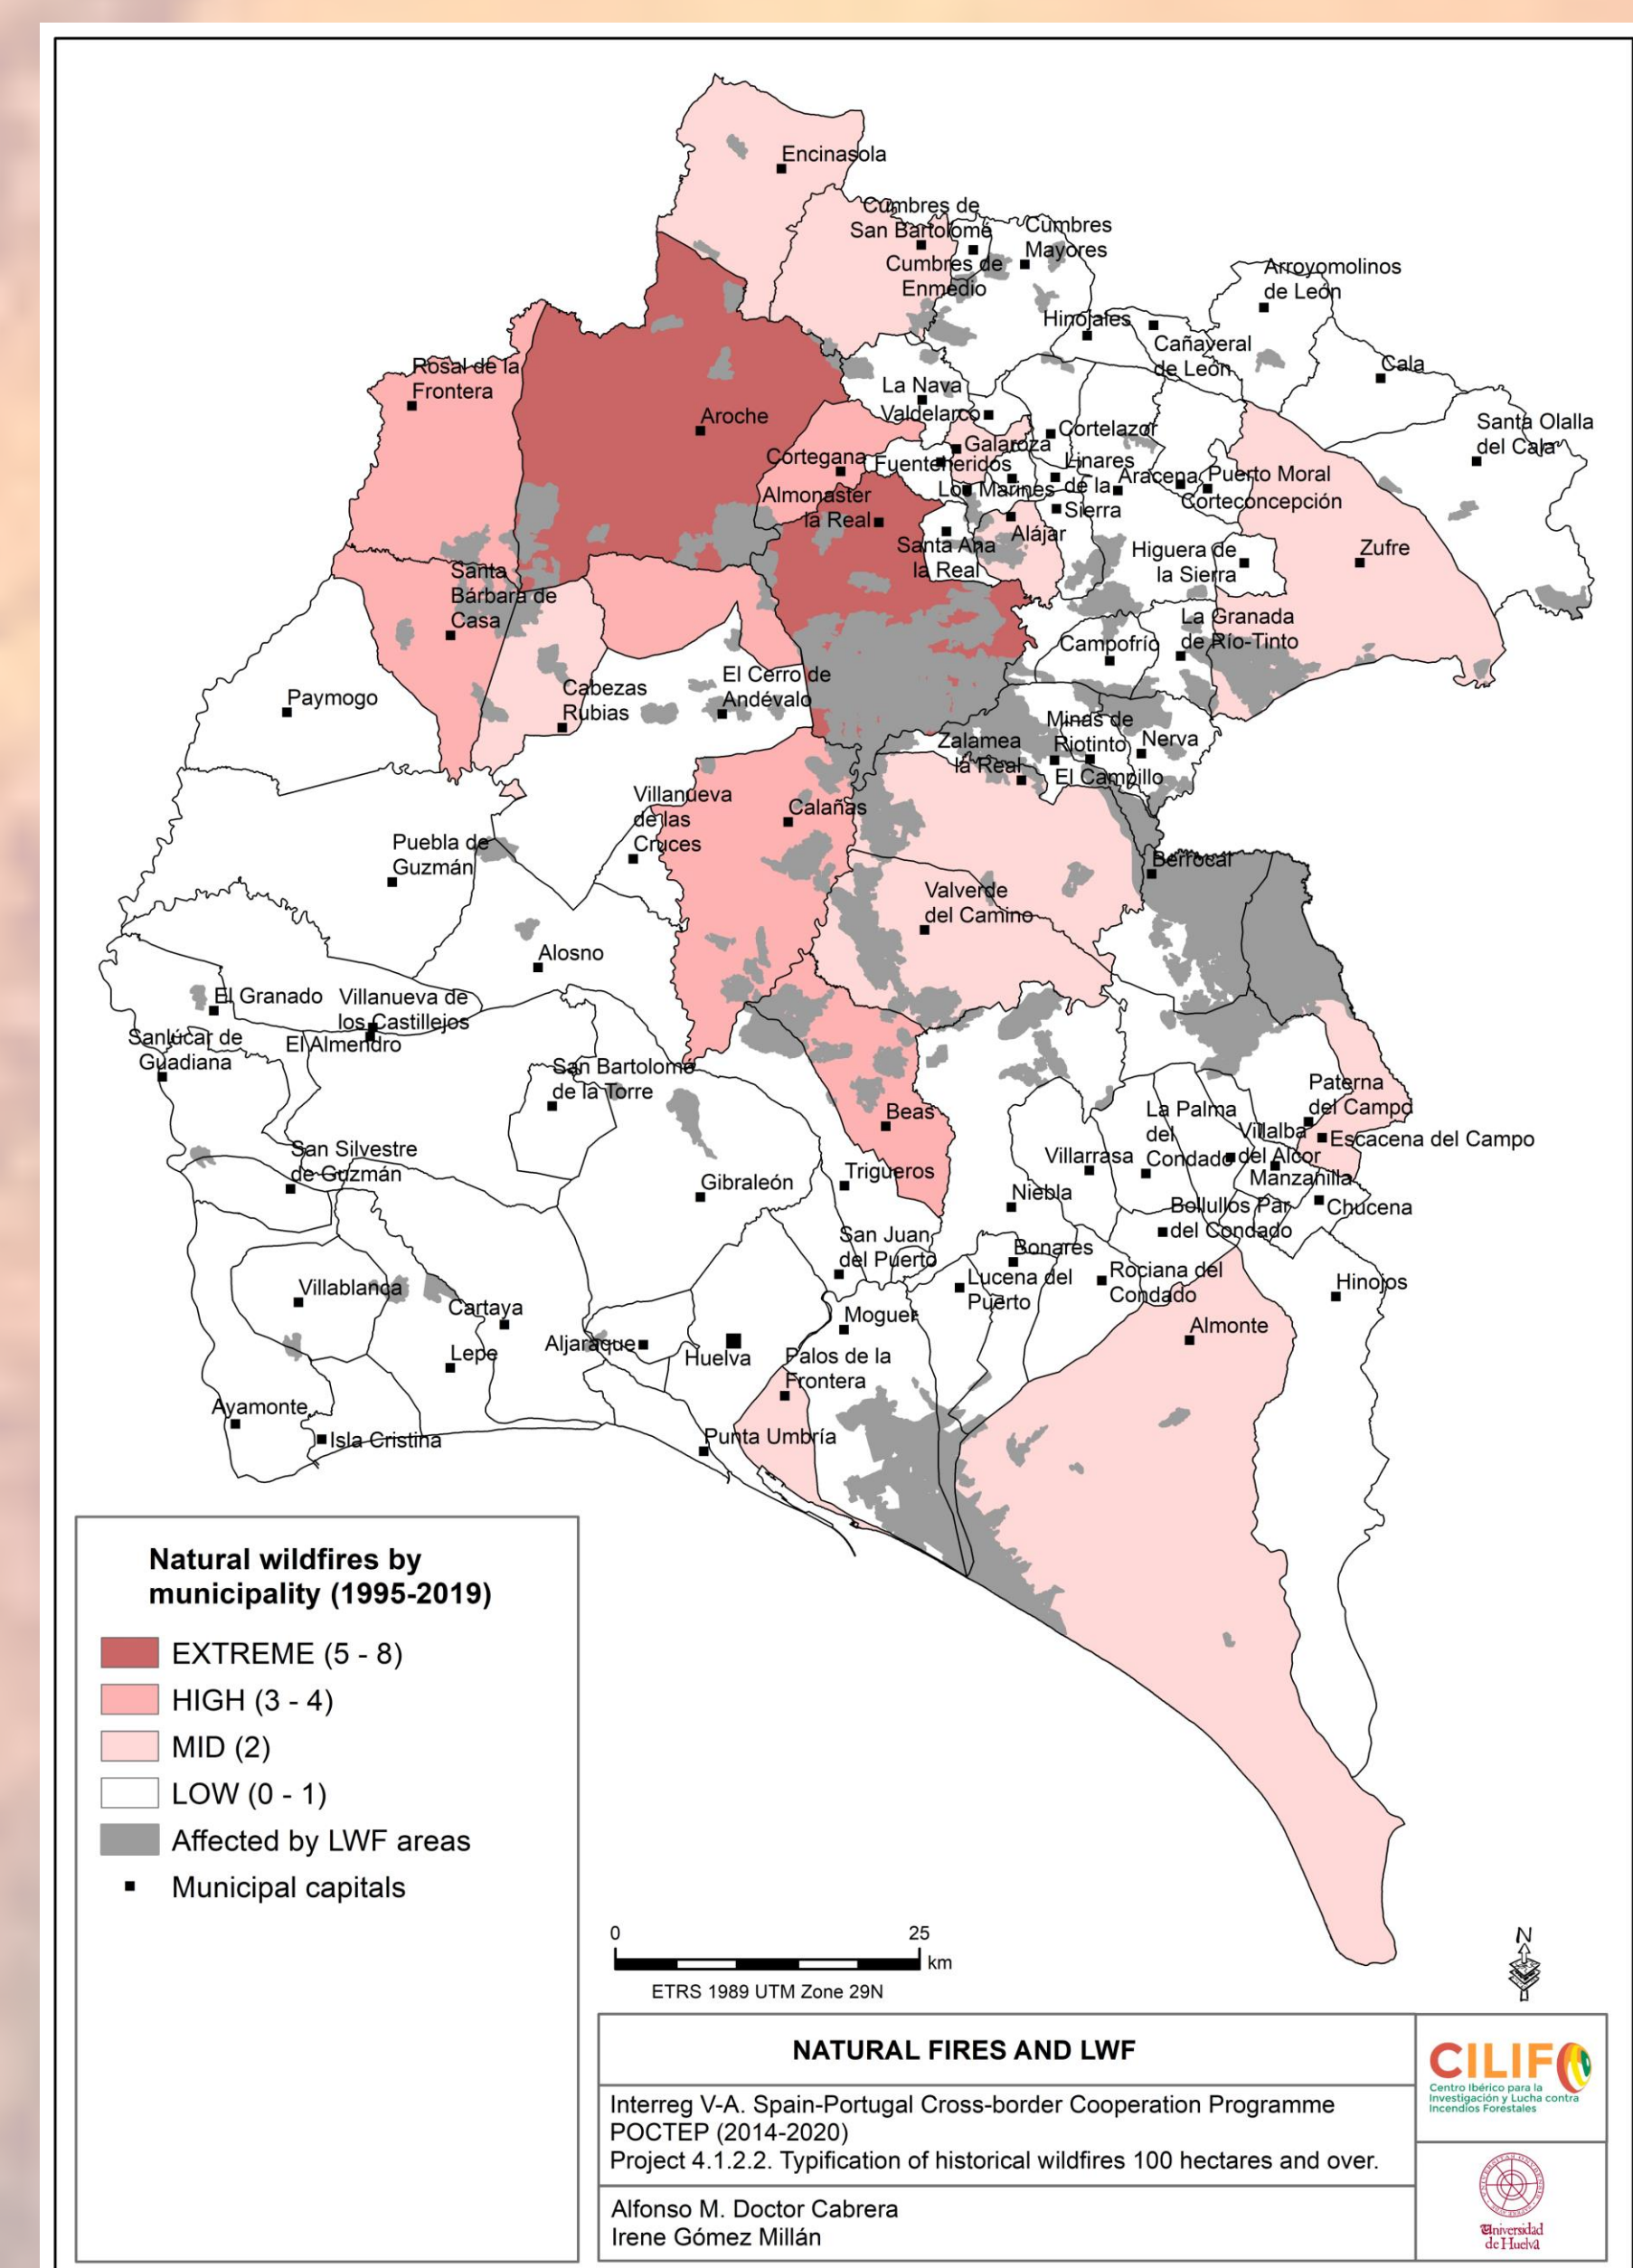 Encinasola
Cumbres de
San Bartolomé
Cumbres
Mayores
Cumbres de
Enmedio
Arroyomolinos
de León
Hinojales
Cañaveral
de León
Cala
Rosal de la
Frontera
La Nava
Valdelarco
Aroche
Santa Olalla
del Cala
Cortelazor
Galaroza
Cortegana
Fuenteheridos
Linares
de la
Sierra
Aracena
Puerto Moral
Corteconcepción
Los Marines
Almonaster
la Real
Alájar
Santa Ana
la Real
Higuera de
la Sierra
Zufre
Santa
Bárbara de
Casa
La Granada
de Río-Tinto
Campofrío
El Cerro de
Andévalo
Cabezas
Rubias
Paymogo
Minas de
Riotinto
Nerva
Zalamea
la Real
El Campillo
Villanueva
de las
Cruces
Calañas
Puebla de
Guzmán
Berrocal
Valverde
del Camino
Alosno
El Granado
Villanueva de
los Castillejos
Sanlúcar de
Guadiana
El Almendro
San Bartolomé
de la Torre
Paterna
del Campo
Beas
La Palma
del
Condado
Villalba
del Alcor
Escacena del Campo
San Silvestre
de Guzmán
Villarrasa
Manzanilla
Gibraleón
Trigueros
Niebla
Bollullos Par
del Condado
Chucena
San Juan
del Puerto
Bonares
Rociana del
Condado
Lucena del
Puerto
Hinojos
Villablanca
Cartaya
Moguer
Almonte
Aljaraque
Huelva
Lepe
Palos de la
Frontera
Ayamonte
Isla Cristina
Punta Umbría
Natural wildfires by
municipality (1995-2019)
EXTREME (5 - 8)
HIGH (3 - 4)
MID (2)
LOW (0 - 1)
Affected by LWF areas
Municipal capitals
0 25
km
ETRS 1989 UTM Zone 29N
N
NATURAL FIRES AND LWF
Interreg V-A. Spain-Portugal Cross-border Cooperation Programme
POCTEP (2014-2020)
Project 4.1.2.2. Typification of historical wildfires 100 hectares and over.
Alfonso M. Doctor Cabrera
Irene Gómez Millán
CILIFO
Centro Ibérico para la
Investigación y Lucha contra
Incendios Forestales
Universidad
de Huelva